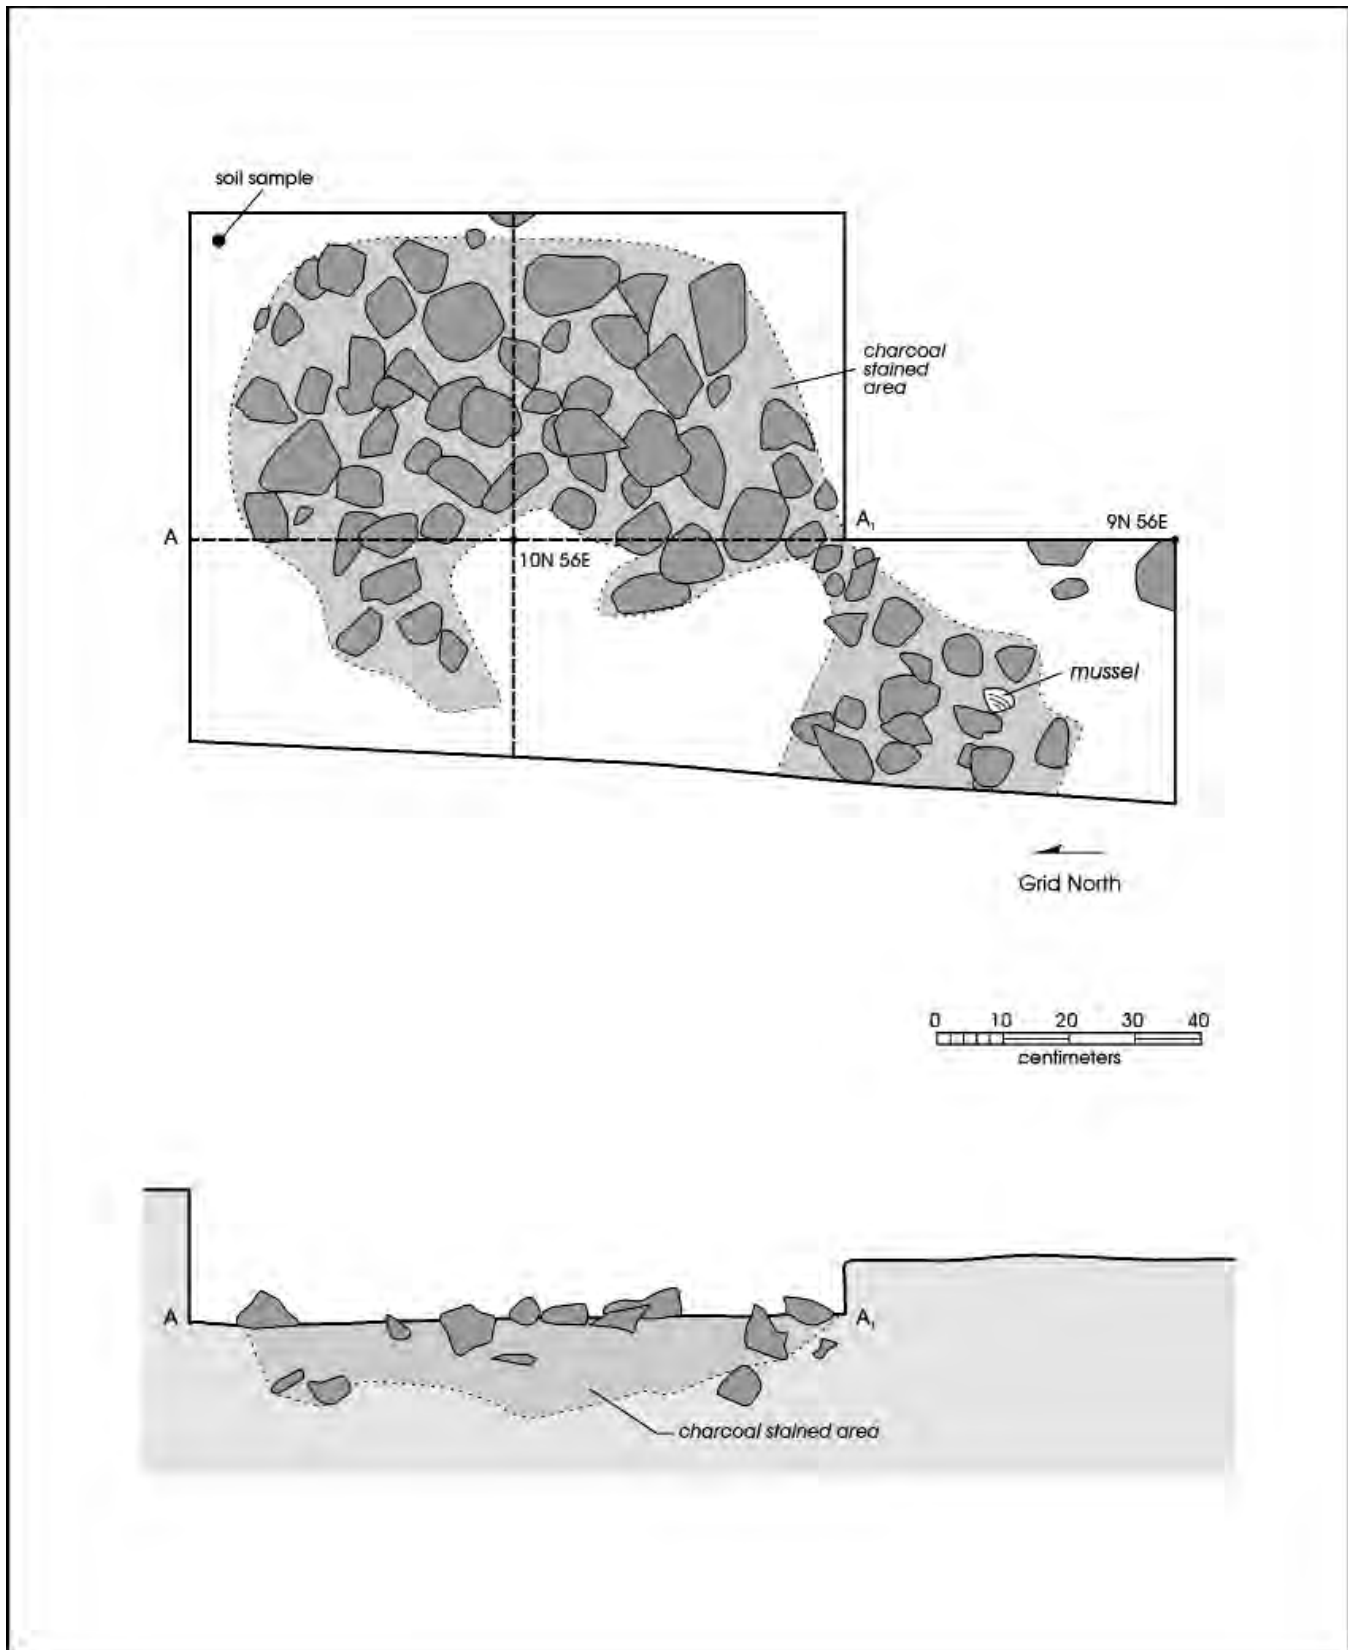 soil sample
charcoal
stained
area
A
A₁
9N 56E
10N 56E
mussel
Grid North
0 10 20 30 40
centimeters
A
A₁
charcoal stained area